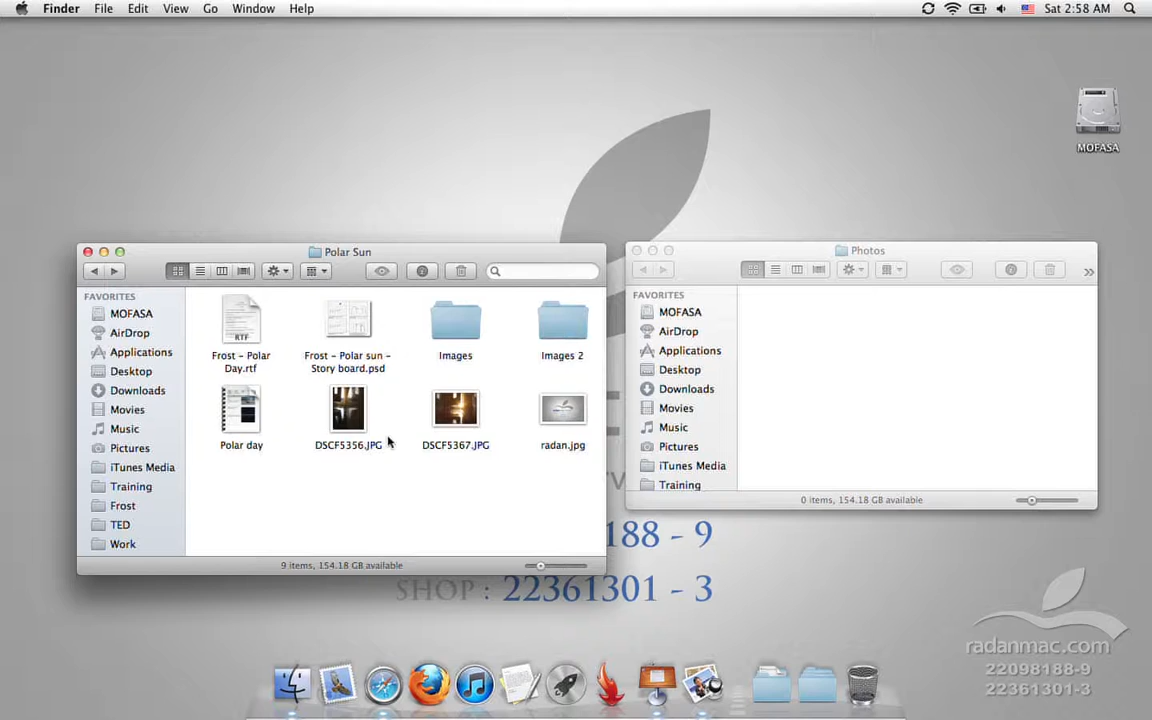 Finder File Edit View Go Window Help
Sat 2:58 AM
MOFASA
Polar Sun
FAVORITES
MOFASA
AirDrop
Applications
Desktop
Downloads
Movies
Music
Pictures
iTunes Media
Training
Frost
TED
Work
RTF
Frost - Polar
Day.rtf
Frost - Polar sun -
Story board.psd
Images
Images 2
Polar day
DSCF5356.JPG
DSCF5367.JPG
radan.jpg
9 items, 154.18 GB available
Photos
FAVORITES
MOFASA
AirDrop
Applications
Desktop
Downloads
Movies
Music
Pictures
iTunes Media
Training
0 items, 154.18 GB available
188 - 9
SHOP : 22361301 - 3
radanmac.com
22098188-9
22361301-3